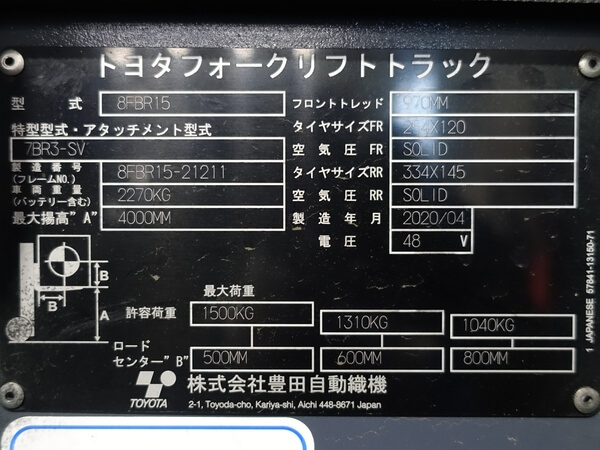 トヨタフォークリフトトラック
型式 8FBR15 フロントトレッド 970MM
特型型式・アタッチメント型式 タイヤサイズFR 254X120
7BR3-SV 空気圧FR SOLID
製造番号(フレームNO.) 8FBR15-21211 タイヤサイズRR 334X145
車両重量(バッテリー含む) 2270KG 空気圧RR SOLID
最大揚高"A" 4000MM 製造年月 2020/04
電圧 48 V
B
B A
最大荷重
許容荷重 1500KG 1310KG 1040KG
ロードセンター"B" 500MM 600MM 800MM
TOYOTA 株式会社豊田自動織機
2-1, Toyoda-cho, Kariya-shi, Aichi 448-8671 Japan
1 JAPANESE 57841-13150-71